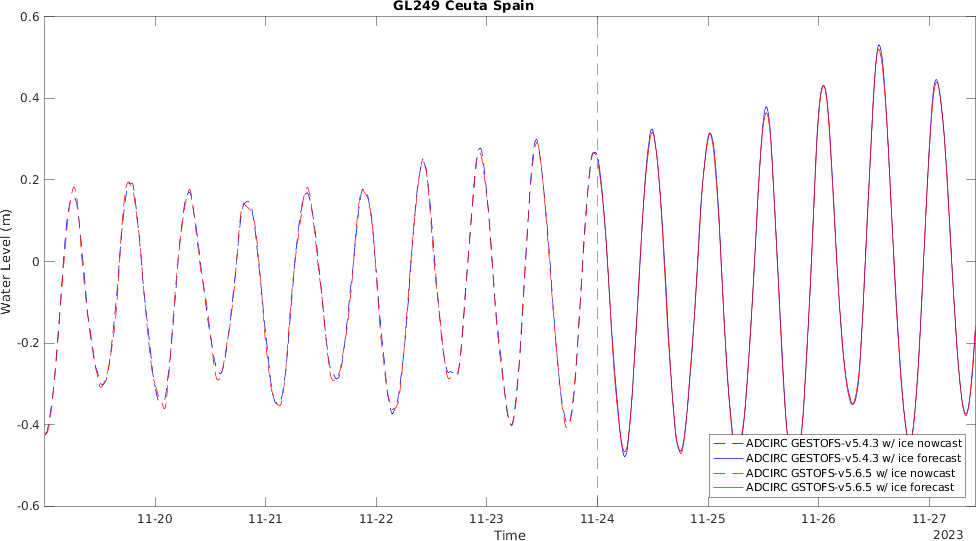 GL249 Ceuta Spain
0.6
0.4
0.2
0
-0.2
-0.4
-0.6
Water Level (m)
11-20
11-21
11-22
11-23
11-24
11-25
11-26
11-27
Time
2023
ADCIRC GESTOFS-v5.4.3 w/ ice nowcast
ADCIRC GESTOFS-v5.4.3 w/ ice forecast
ADCIRC GSTOFS-v5.6.5 w/ ice nowcast
ADCIRC GSTOFS-v5.6.5 w/ ice forecast